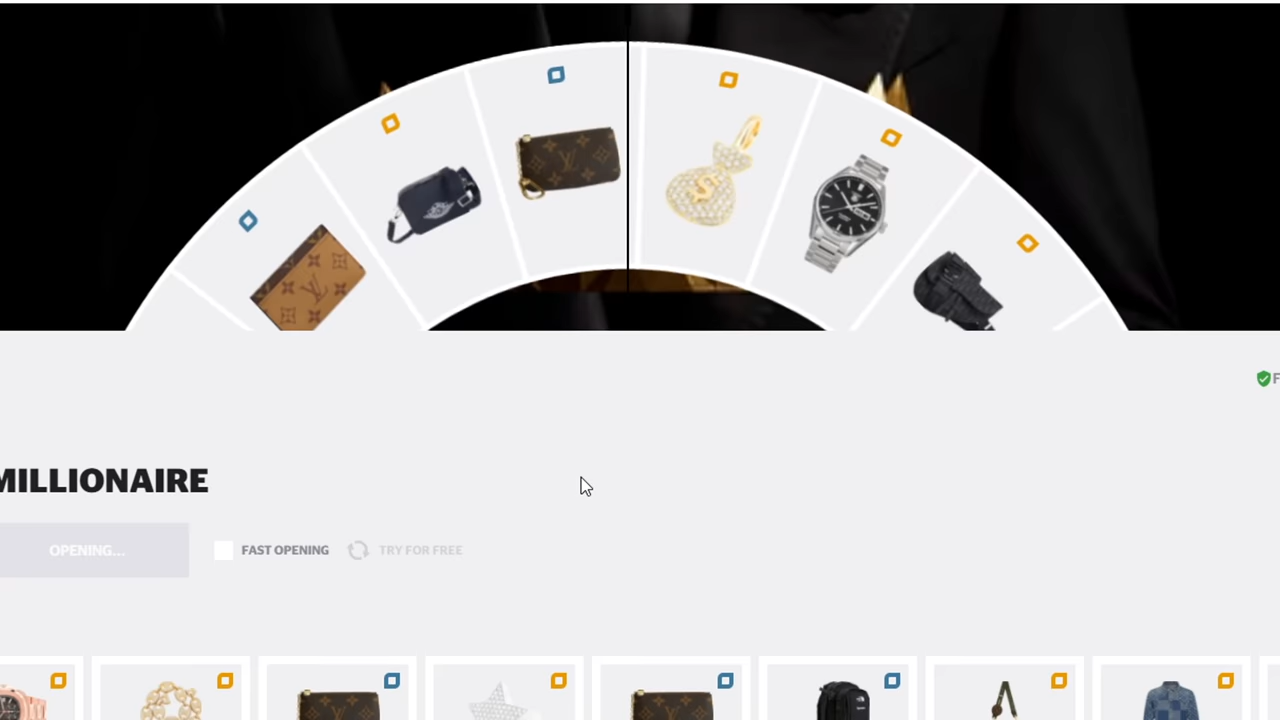 F
MILLIONAIRE
OPENING...
FAST OPENING
TRY FOR FREE